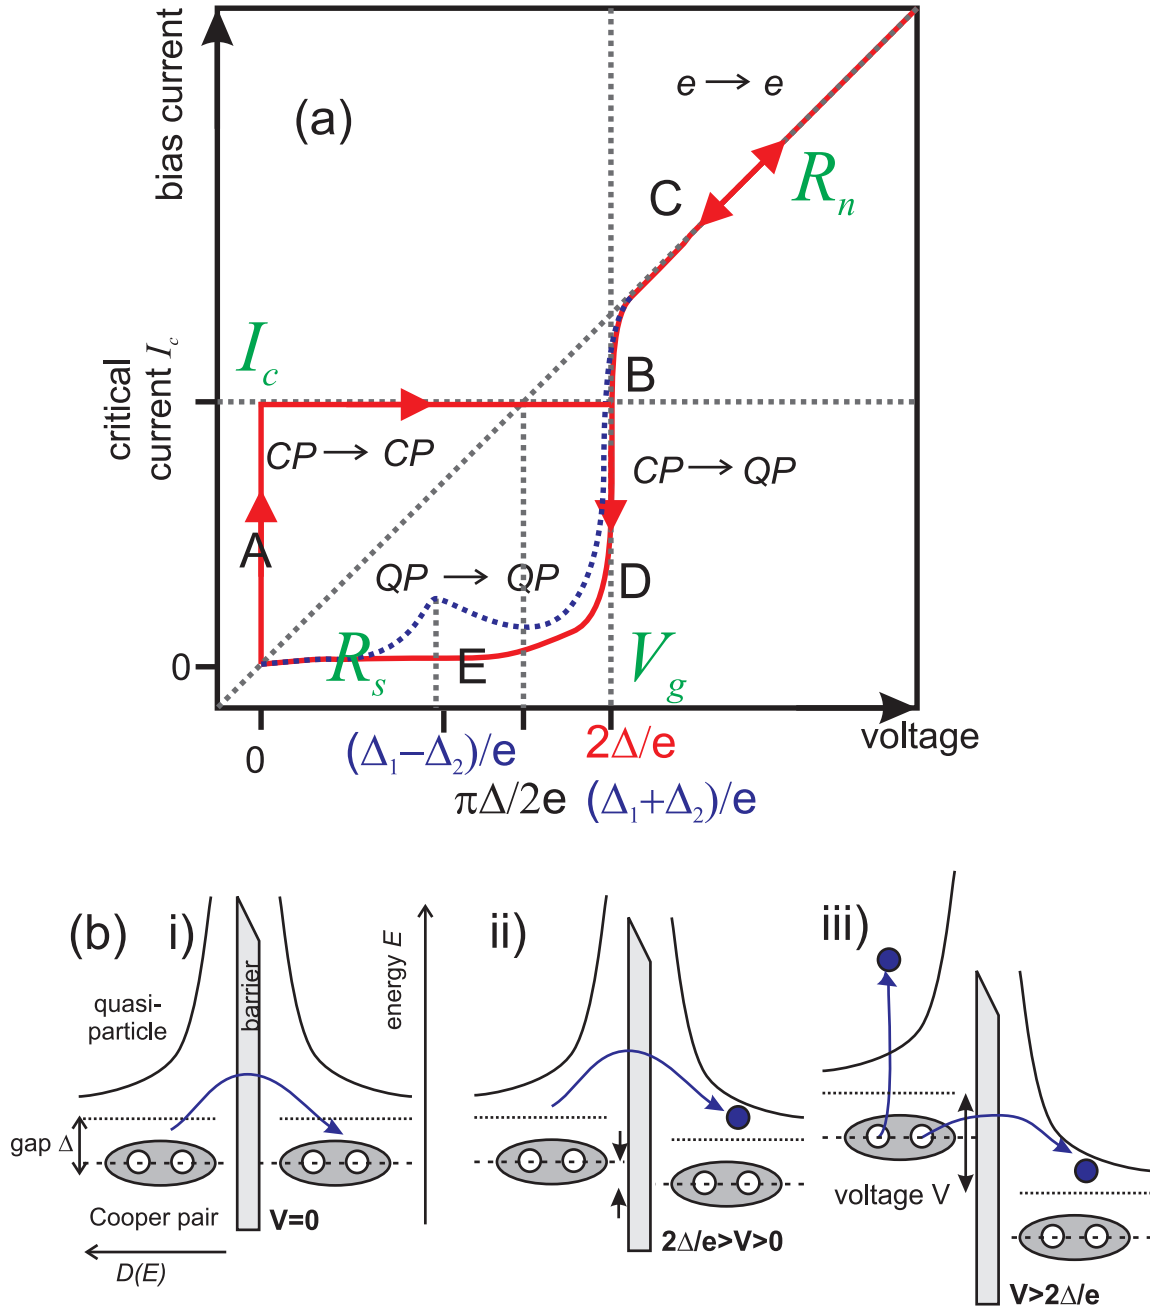 (a)
bias current
e → e
C
R_n
I_c
critical
current I_c
B
CP → CP
CP → QP
A
QP → QP
D
R_s
E
V_g
0
voltage
0
(Δ₁−Δ₂)/e
2Δ/e
πΔ/2e
(Δ₁+Δ₂)/e
(b)
i)
ii)
iii)
quasi-
particle
barrier
energy E
gap Δ
Cooper pair
V=0
D(E)
2Δ/e>V>0
voltage V
V>2Δ/e